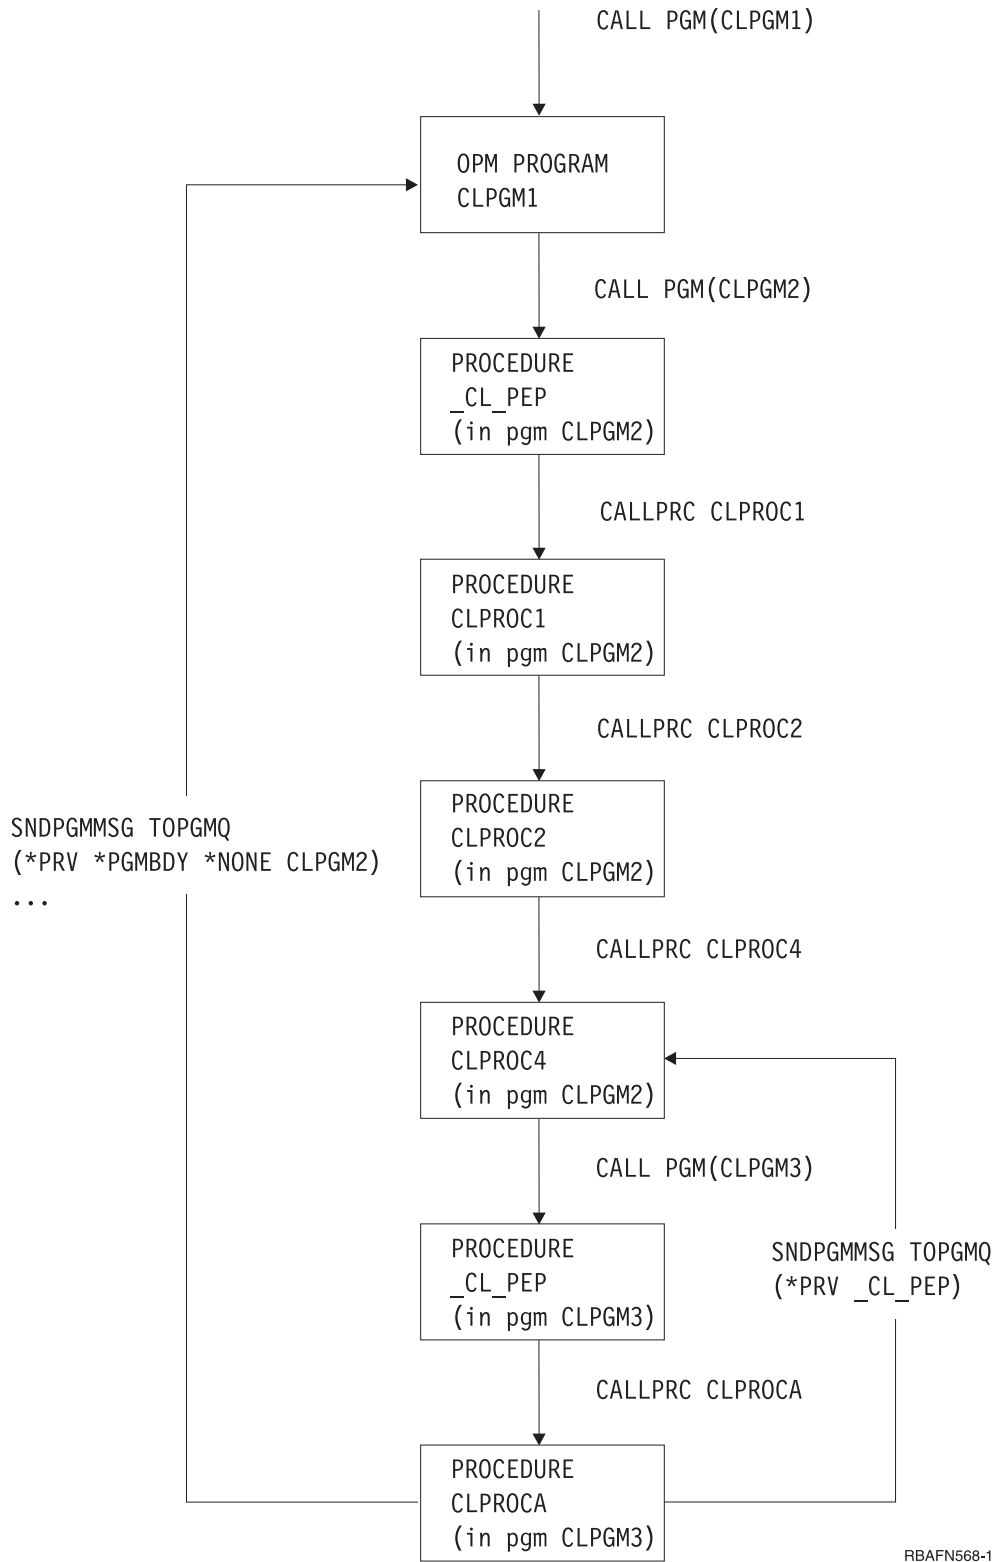 CALL PGM(CLPGM1)
OPM PROGRAM
CLPGM1
CALL PGM(CLPGM2)
PROCEDURE
_CL_PEP
(in pgm CLPGM2)
CALLPRC CLPROC1
PROCEDURE
CLPROC1
(in pgm CLPGM2)
CALLPRC CLPROC2
PROCEDURE
CLPROC2
(in pgm CLPGM2)
SNDPGMMSG TOPGMQ
(*PRV *PGMBDY *NONE CLPGM2)
...
CALLPRC CLPROC4
PROCEDURE
CLPROC4
(in pgm CLPGM2)
CALL PGM(CLPGM3)
PROCEDURE
_CL_PEP
(in pgm CLPGM3)
SNDPGMMSG TOPGMQ
(*PRV _CL_PEP)
CALLPRC CLPROCA
PROCEDURE
CLPROCA
(in pgm CLPGM3)
RBAFN568-1